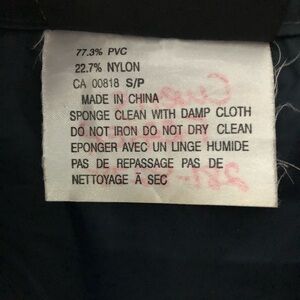 77.3% PVC
22.7% NYLON
CA 00818 S/P
MADE IN CHINA
SPONGE CLEAN WITH DAMP CLOTH
DO NOT IRON DO NOT DRY CLEAN
EPONGER AVEC UN LINGE HUMIDE
PAS DE REPASSAGE PAS DE
NETTOYAGE Ā SEC